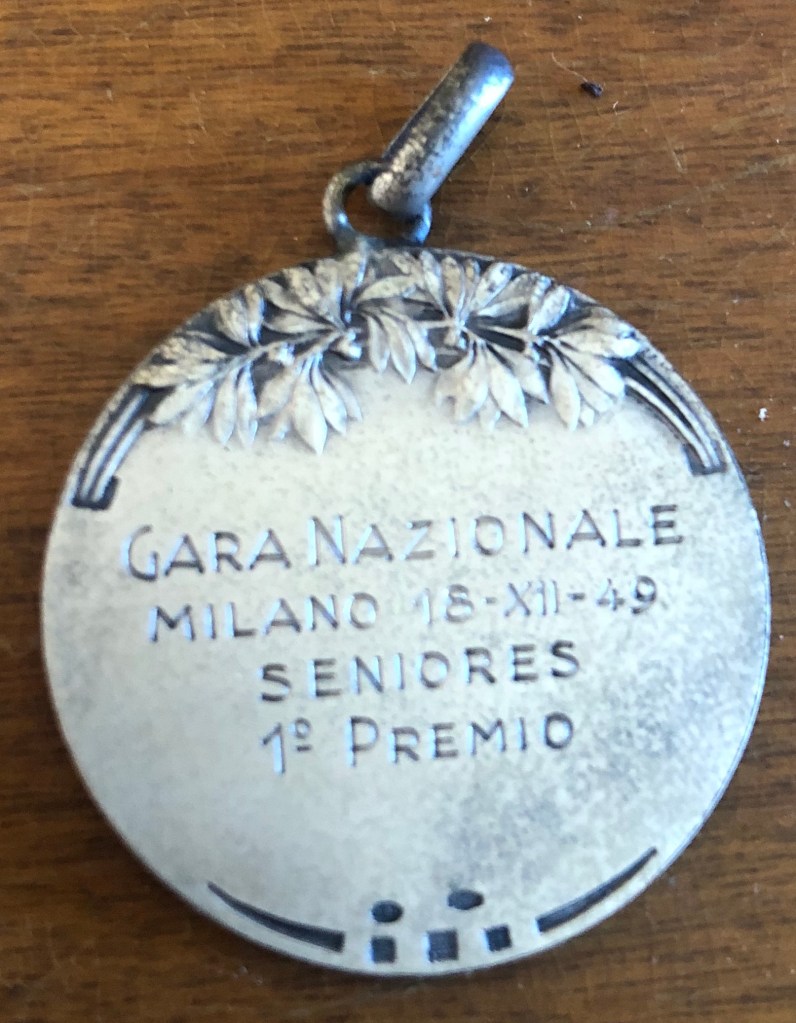 GARA NAZIONALE
MILANO 18-XII-49
SENIORES
1º PREMIO